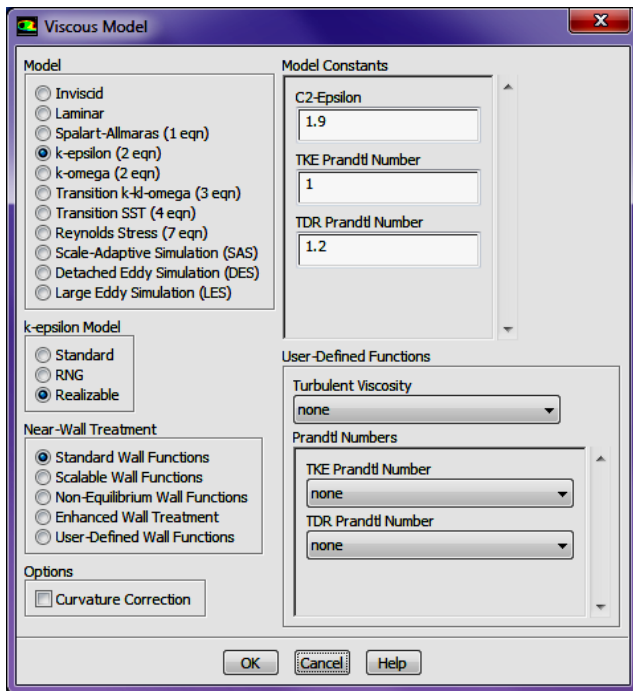 Viscous Model
Model
Inviscid
Laminar
Spalart-Allmaras (1 eqn)
k-epsilon (2 eqn)
k-omega (2 eqn)
Transition k-kl-omega (3 eqn)
Transition SST (4 eqn)
Reynolds Stress (7 eqn)
Scale-Adaptive Simulation (SAS)
Detached Eddy Simulation (DES)
Large Eddy Simulation (LES)
k-epsilon Model
Standard
RNG
Realizable
Near-Wall Treatment
Standard Wall Functions
Scalable Wall Functions
Non-Equilibrium Wall Functions
Enhanced Wall Treatment
User-Defined Wall Functions
Options
Curvature Correction
Model Constants
C2-Epsilon
1.9
TKE Prandtl Number
1
TDR Prandtl Number
1.2
User-Defined Functions
Turbulent Viscosity
none
Prandtl Numbers
TKE Prandtl Number
none
TDR Prandtl Number
none
OK
Cancel
Help